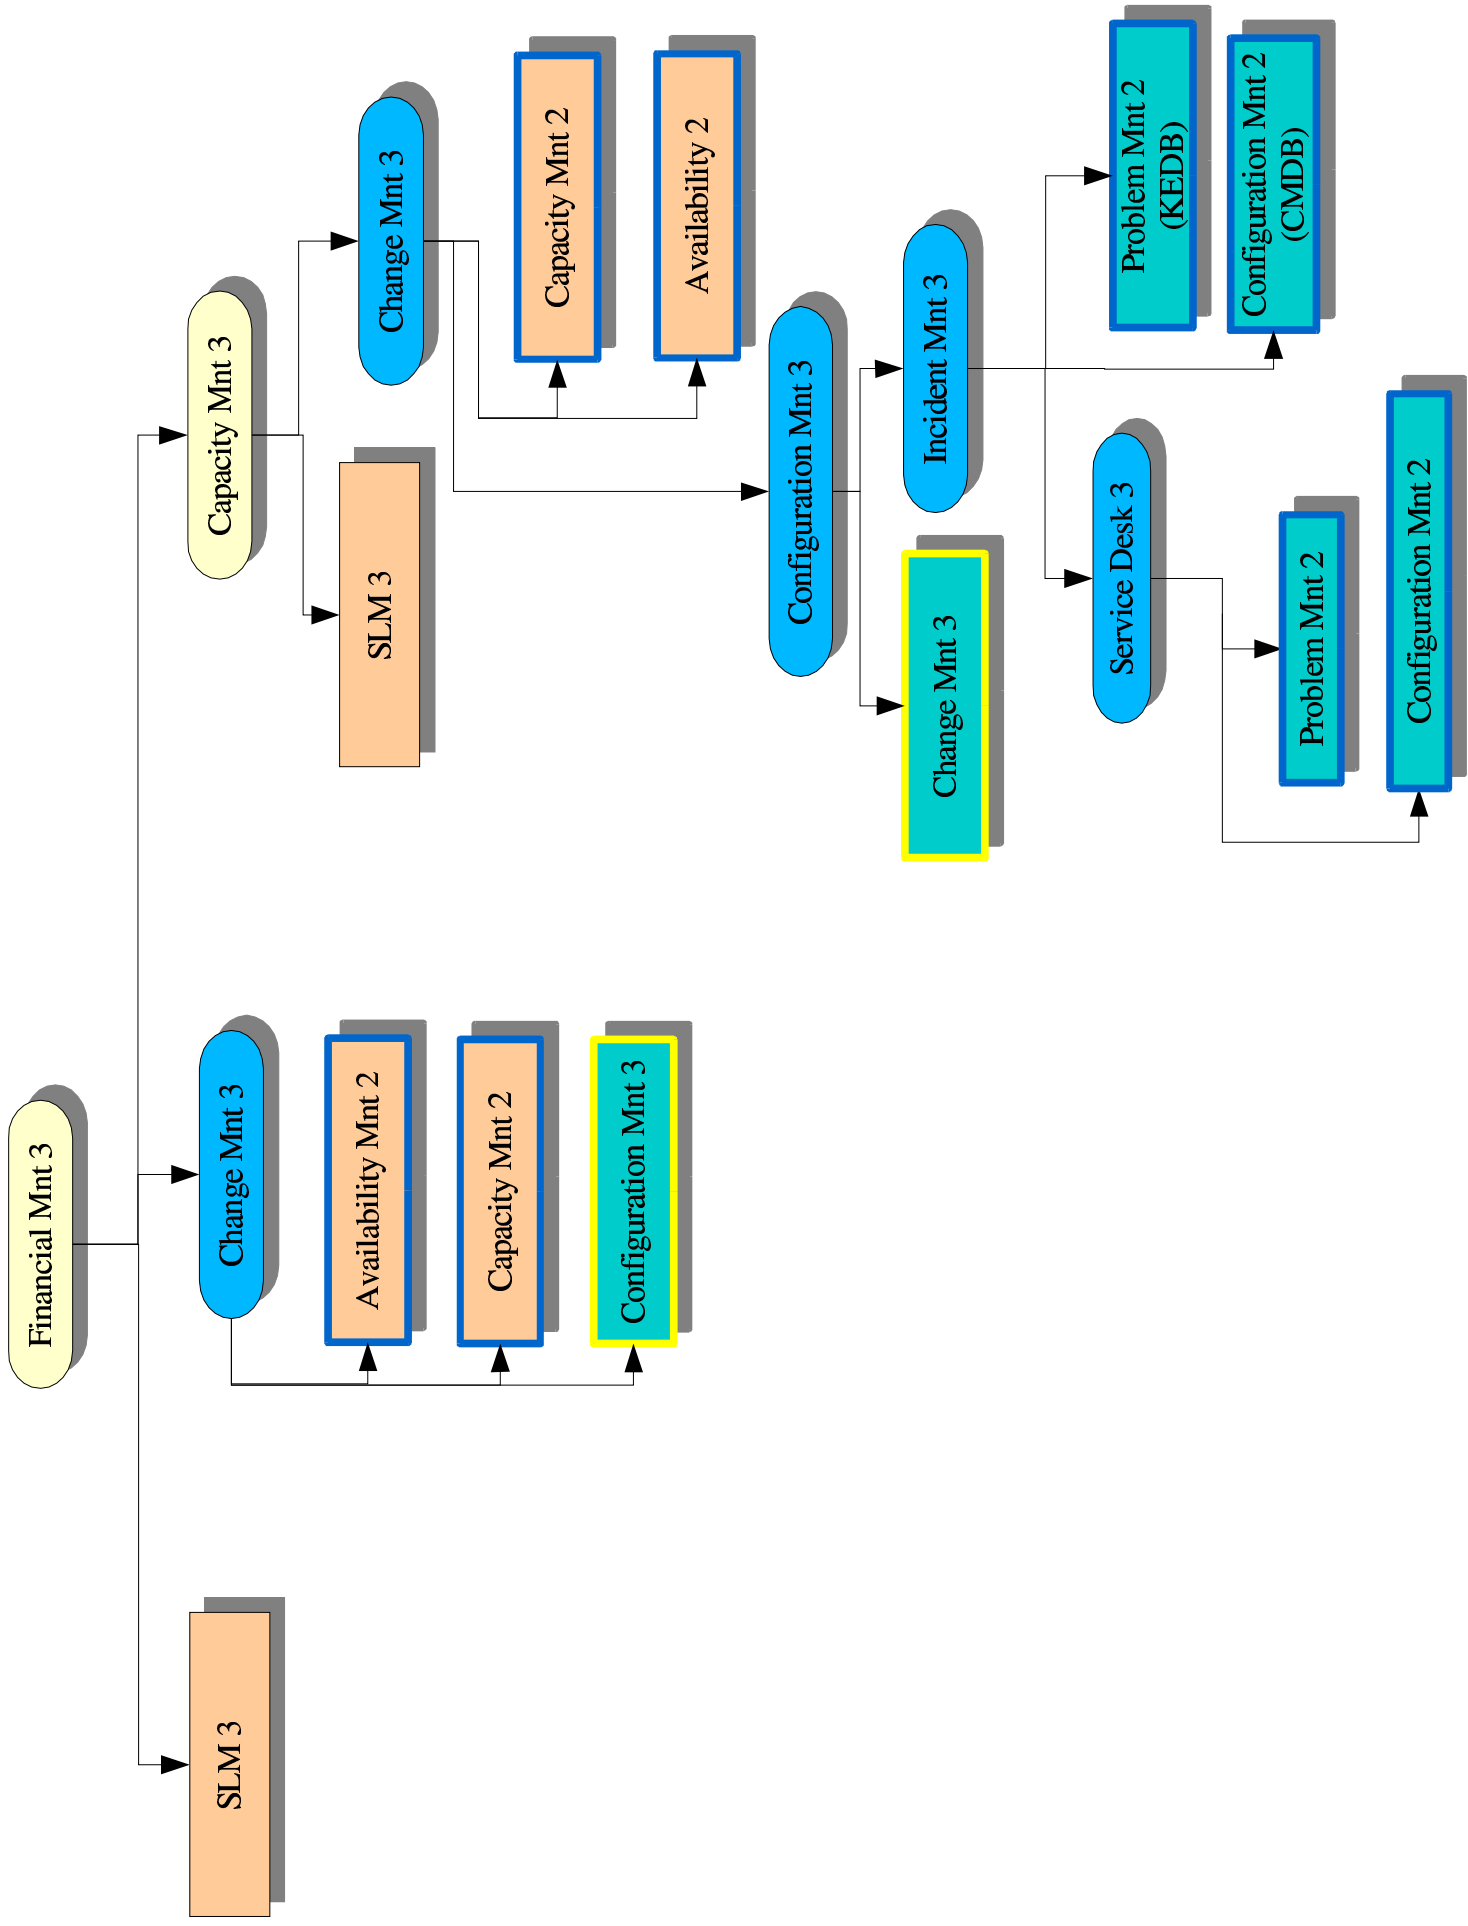 Financial Mnt 3
SLM 3
Change Mnt 3
Capacity Mnt 3
Availability Mnt 2
Capacity Mnt 2
Configuration Mnt 3
SLM 3
Change Mnt 3
Capacity Mnt 2
Availability 2
Configuration Mnt 3
Change Mnt 3
Incident Mnt 3
Service Desk 3
Problem Mnt 2
(KEDB)
Configuration Mnt 2
(CMDB)
Problem Mnt 2
Configuration Mnt 2